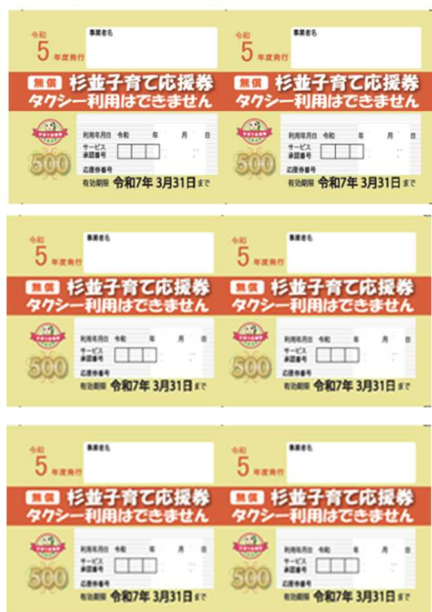 令和
5年度発行
事業者名
無償 杉並子育て応援券
タクシー利用はできません
500
利用年月日 令和 年 月 日
サービス
承認番号
応援券番号
有効期限 令和7年 3月31日まで
令和
5年度発行
事業者名
無償 杉並子育て応援券
タクシー利用はできません
500
利用年月日 令和 年 月 日
サービス
承認番号
応援券番号
有効期限 令和7年 3月31日まで
令和
5年度発行
事業者名
無償 杉並子育て応援券
タクシー利用はできません
500
利用年月日 令和 年 月 日
サービス
承認番号
応援券番号
有効期限 令和7年 3月31日まで
令和
5年度発行
事業者名
無償 杉並子育て応援券
タクシー利用はできません
500
利用年月日 令和 年 月 日
サービス
承認番号
応援券番号
有効期限 令和7年 3月31日まで
令和
5年度発行
事業者名
無償 杉並子育て応援券
タクシー利用はできません
500
利用年月日 令和 年 月 日
サービス
承認番号
応援券番号
有効期限 令和7年 3月31日まで
令和
5年度発行
事業者名
無償 杉並子育て応援券
タクシー利用はできません
500
利用年月日 令和 年 月 日
サービス
承認番号
応援券番号
有効期限 令和7年 3月31日まで